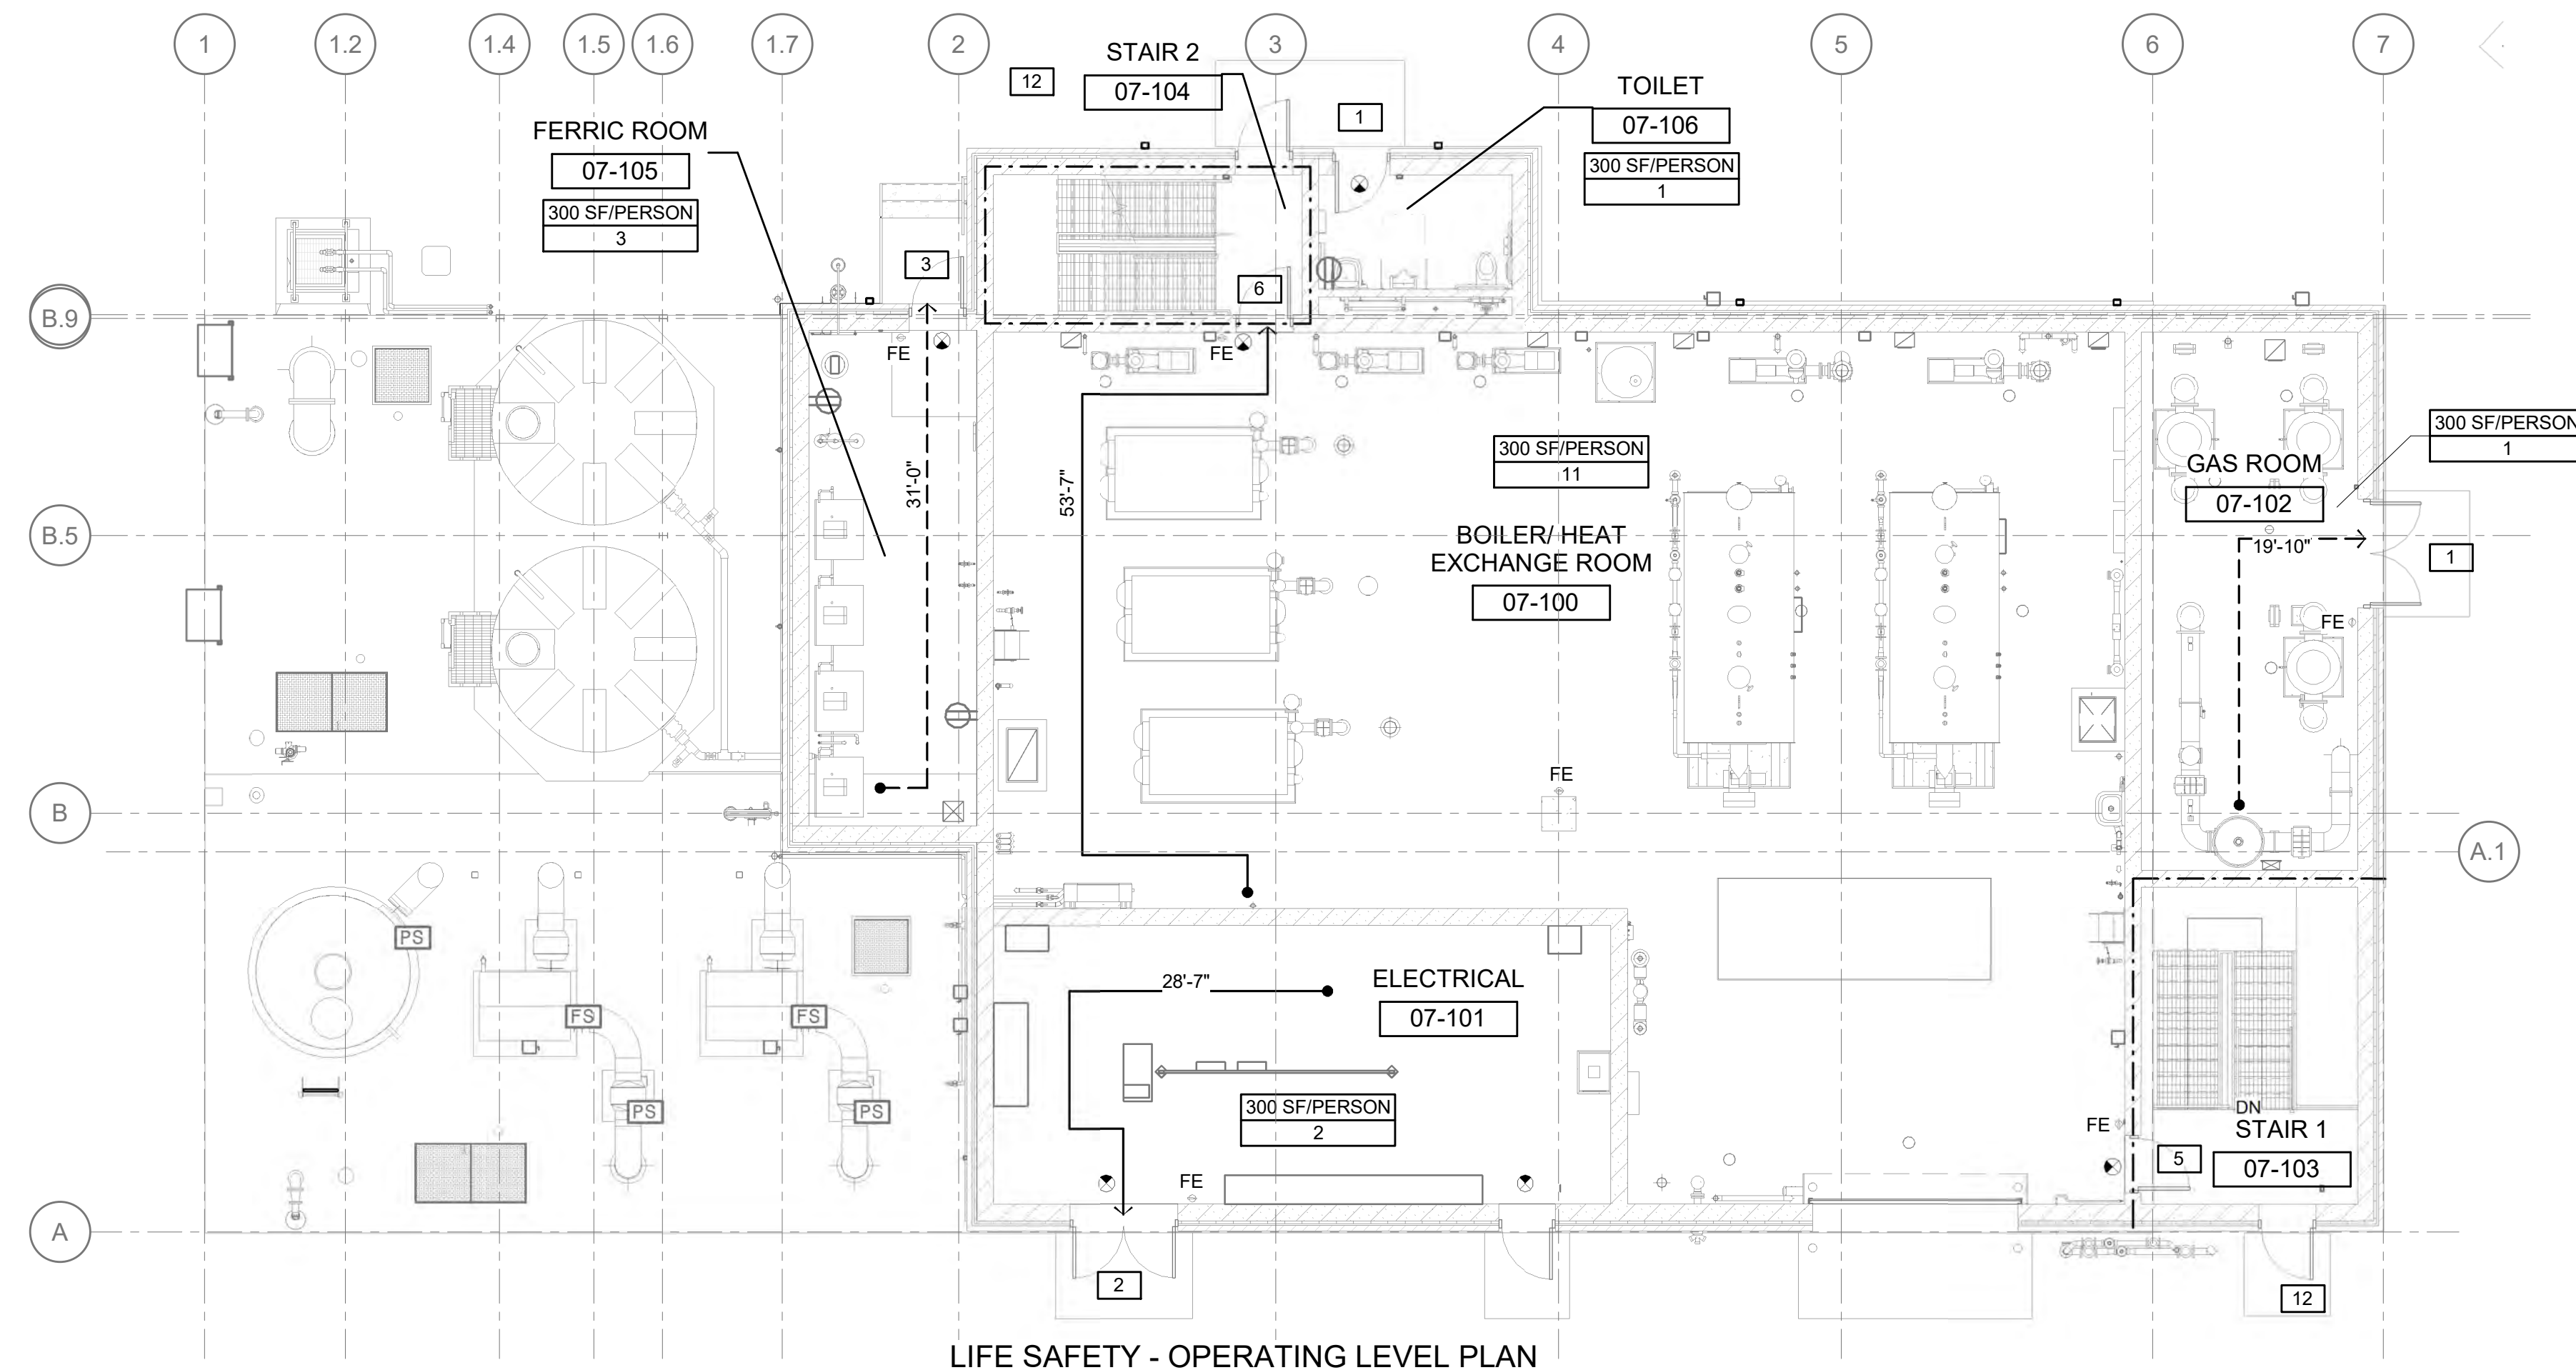 1
1.2
1.4
1.5
1.6
1.7
2
3
4
5
6
7
STAIR 2
07-104
12
1
TOILET
07-106
300 SF/PERSON
1
FERRIC ROOM
07-105
300 SF/PERSON
3
3
6
B.9
FE
FE
300 SF/PERSON
11
300 SF/PERSON
1
GAS ROOM
07-102
31'-0"
53'-7"
B.5
BOILER/ HEAT
EXCHANGE ROOM
07-100
19'-10"
1
FE
FE
B
A.1
PS
FS
FS
28'-7"
ELECTRICAL
07-101
PS
PS
300 SF/PERSON
2
FE
FE
DN
STAIR 1
07-103
5
A
2
12
LIFE SAFETY - OPERATING LEVEL PLAN